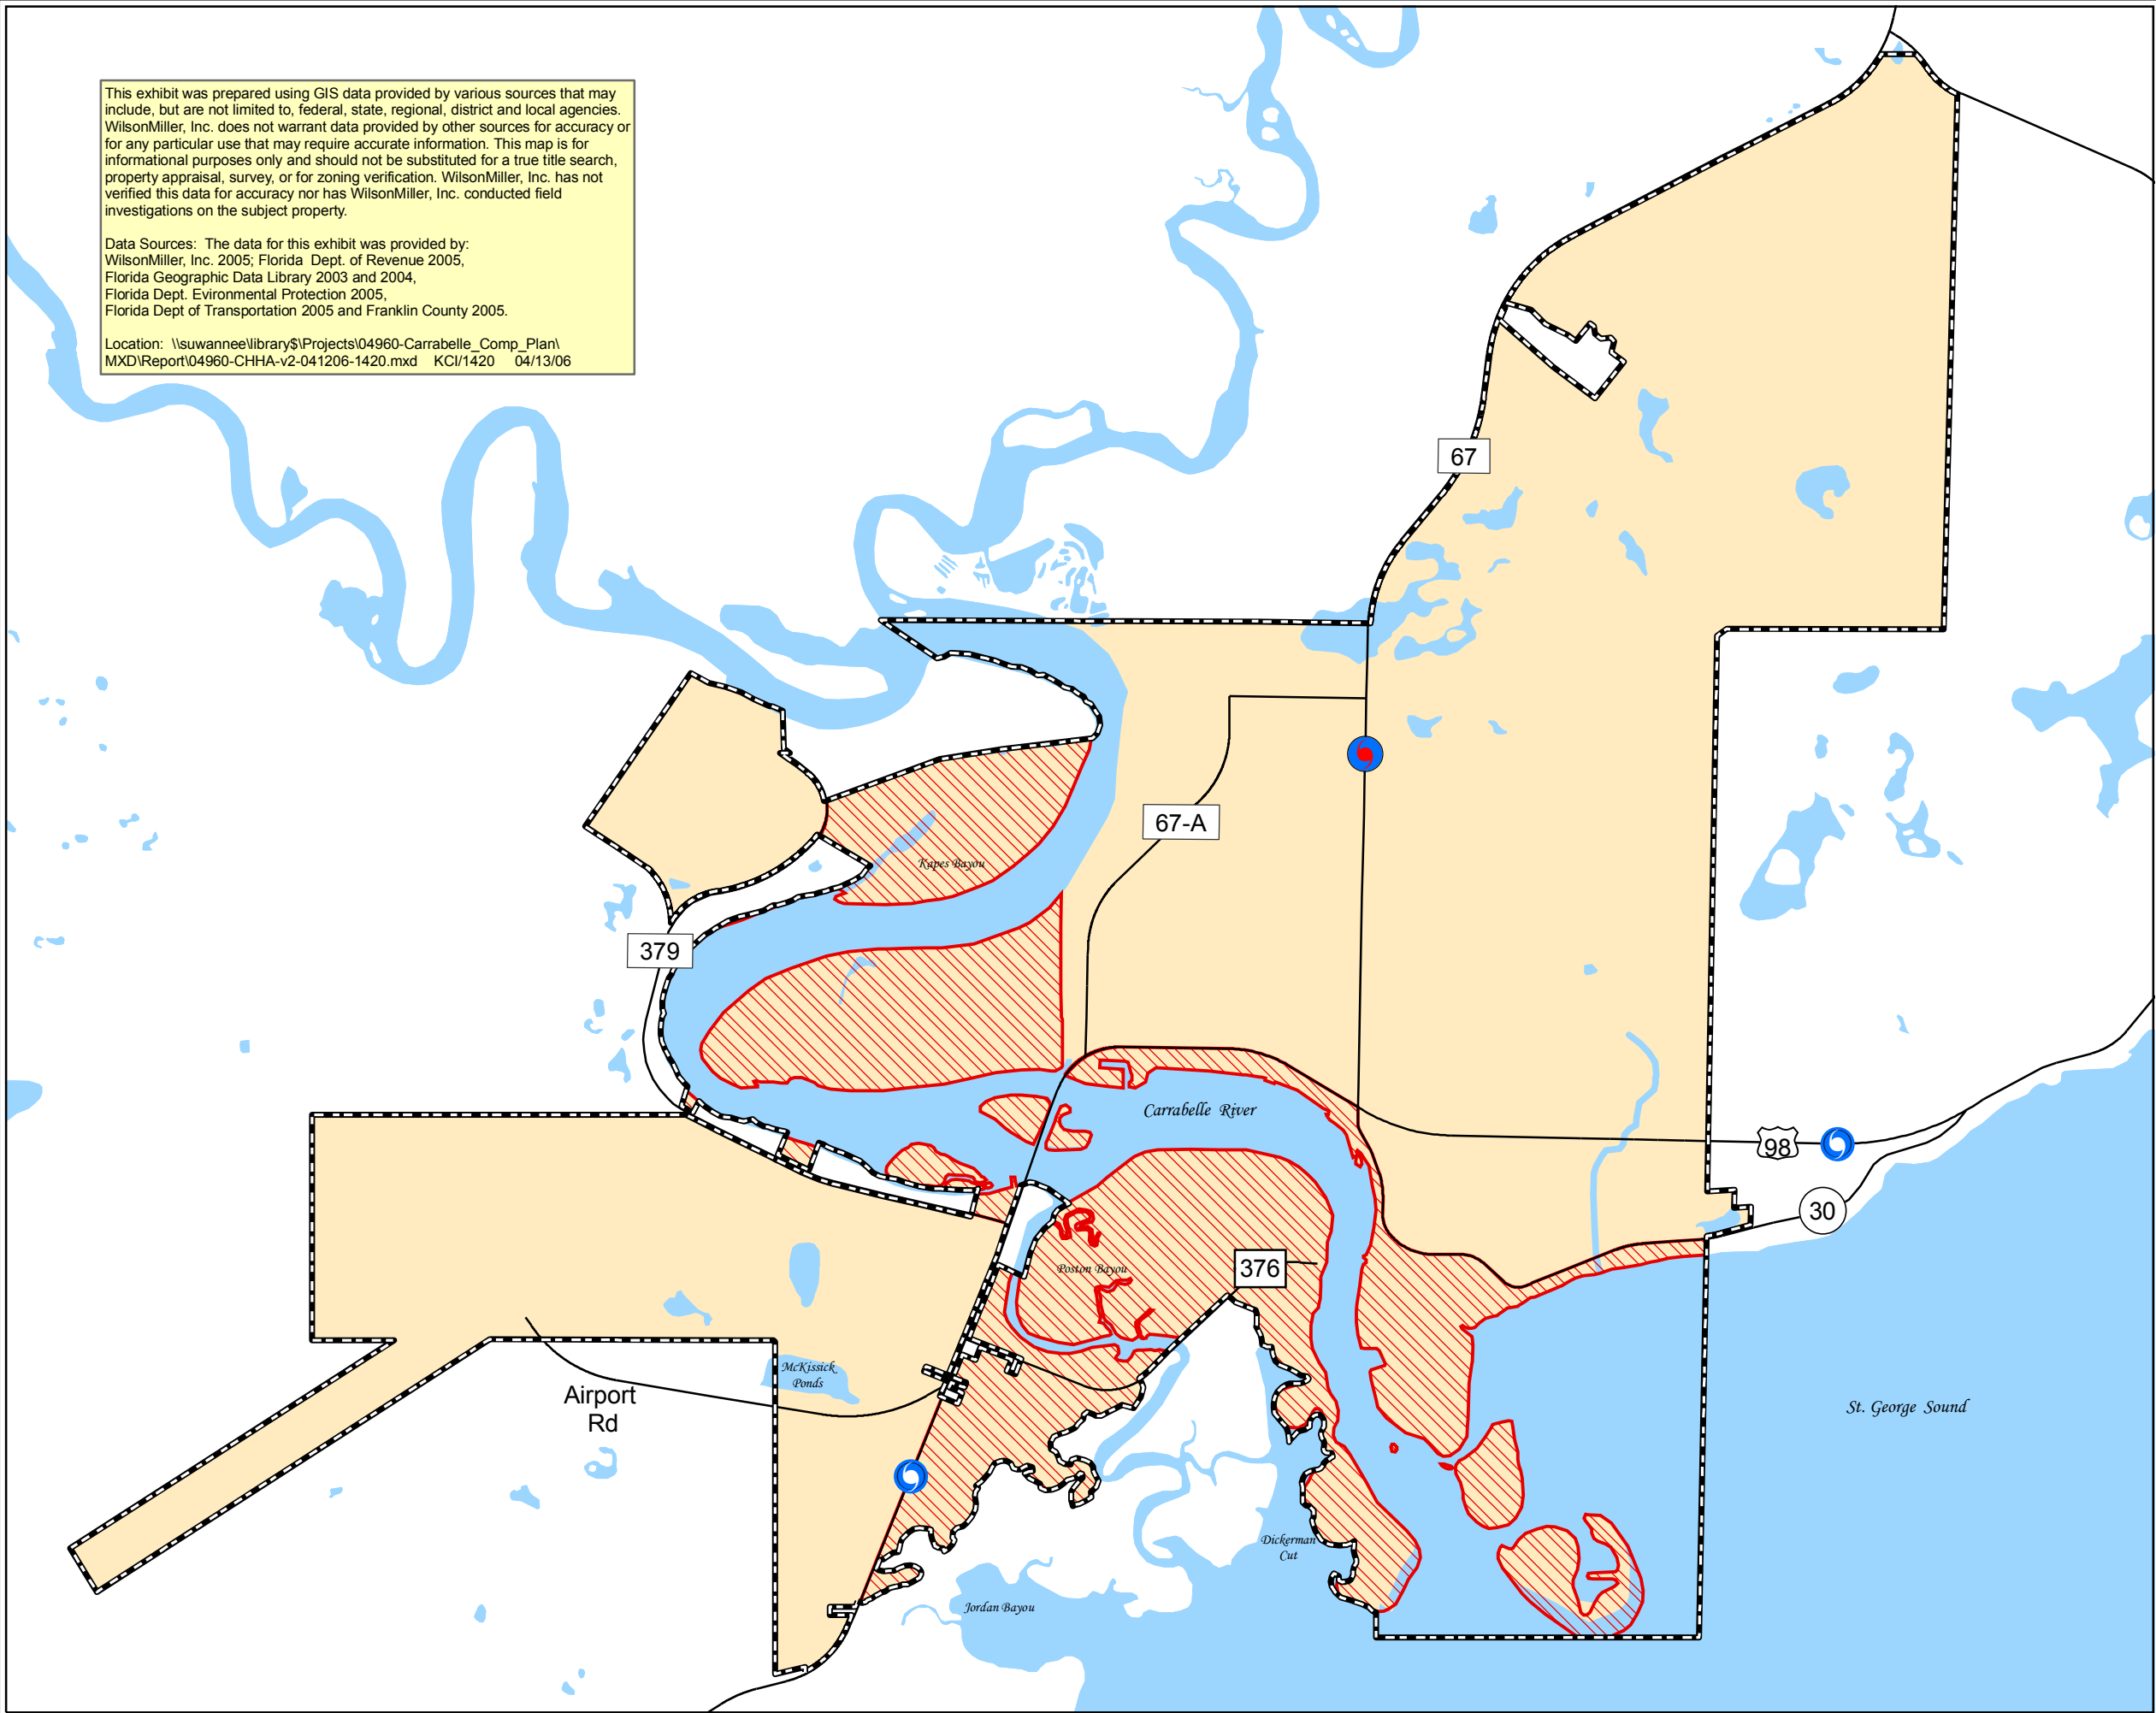 This exhibit was prepared using GIS data provided by various sources that may
include, but are not limited to, federal, state, regional, district and local agencies.
WilsonMiller, Inc. does not warrant data provided by other sources for accuracy or
for any particular use that may require accurate information. This map is for
informational purposes only and should not be substituted for a true title search,
property appraisal, survey, or for zoning verification. WilsonMiller, Inc. has not
verified this data for accuracy nor has WilsonMiller, Inc. conducted field
investigations on the subject property.
Data Sources: The data for this exhibit was provided by:
WilsonMiller, Inc. 2005; Florida Dept. of Revenue 2005,
Florida Geographic Data Library 2003 and 2004,
Florida Dept. Evironmental Protection 2005,
Florida Dept of Transportation 2005 and Franklin County 2005.
Location: \\suwannee\library$\Projects\04960-Carrabelle_Comp_Plan\
MXD\Report\04960-CHHA-v2-041206-1420.mxd KCI/1420 04/13/06
67
67-A
Kapes Bayou
379
Carrabelle River
98
30
376
Poston Bayou
McKissick
Ponds
Airport
Rd
St. George Sound
Dickerman
Cut
Jordan Bayou